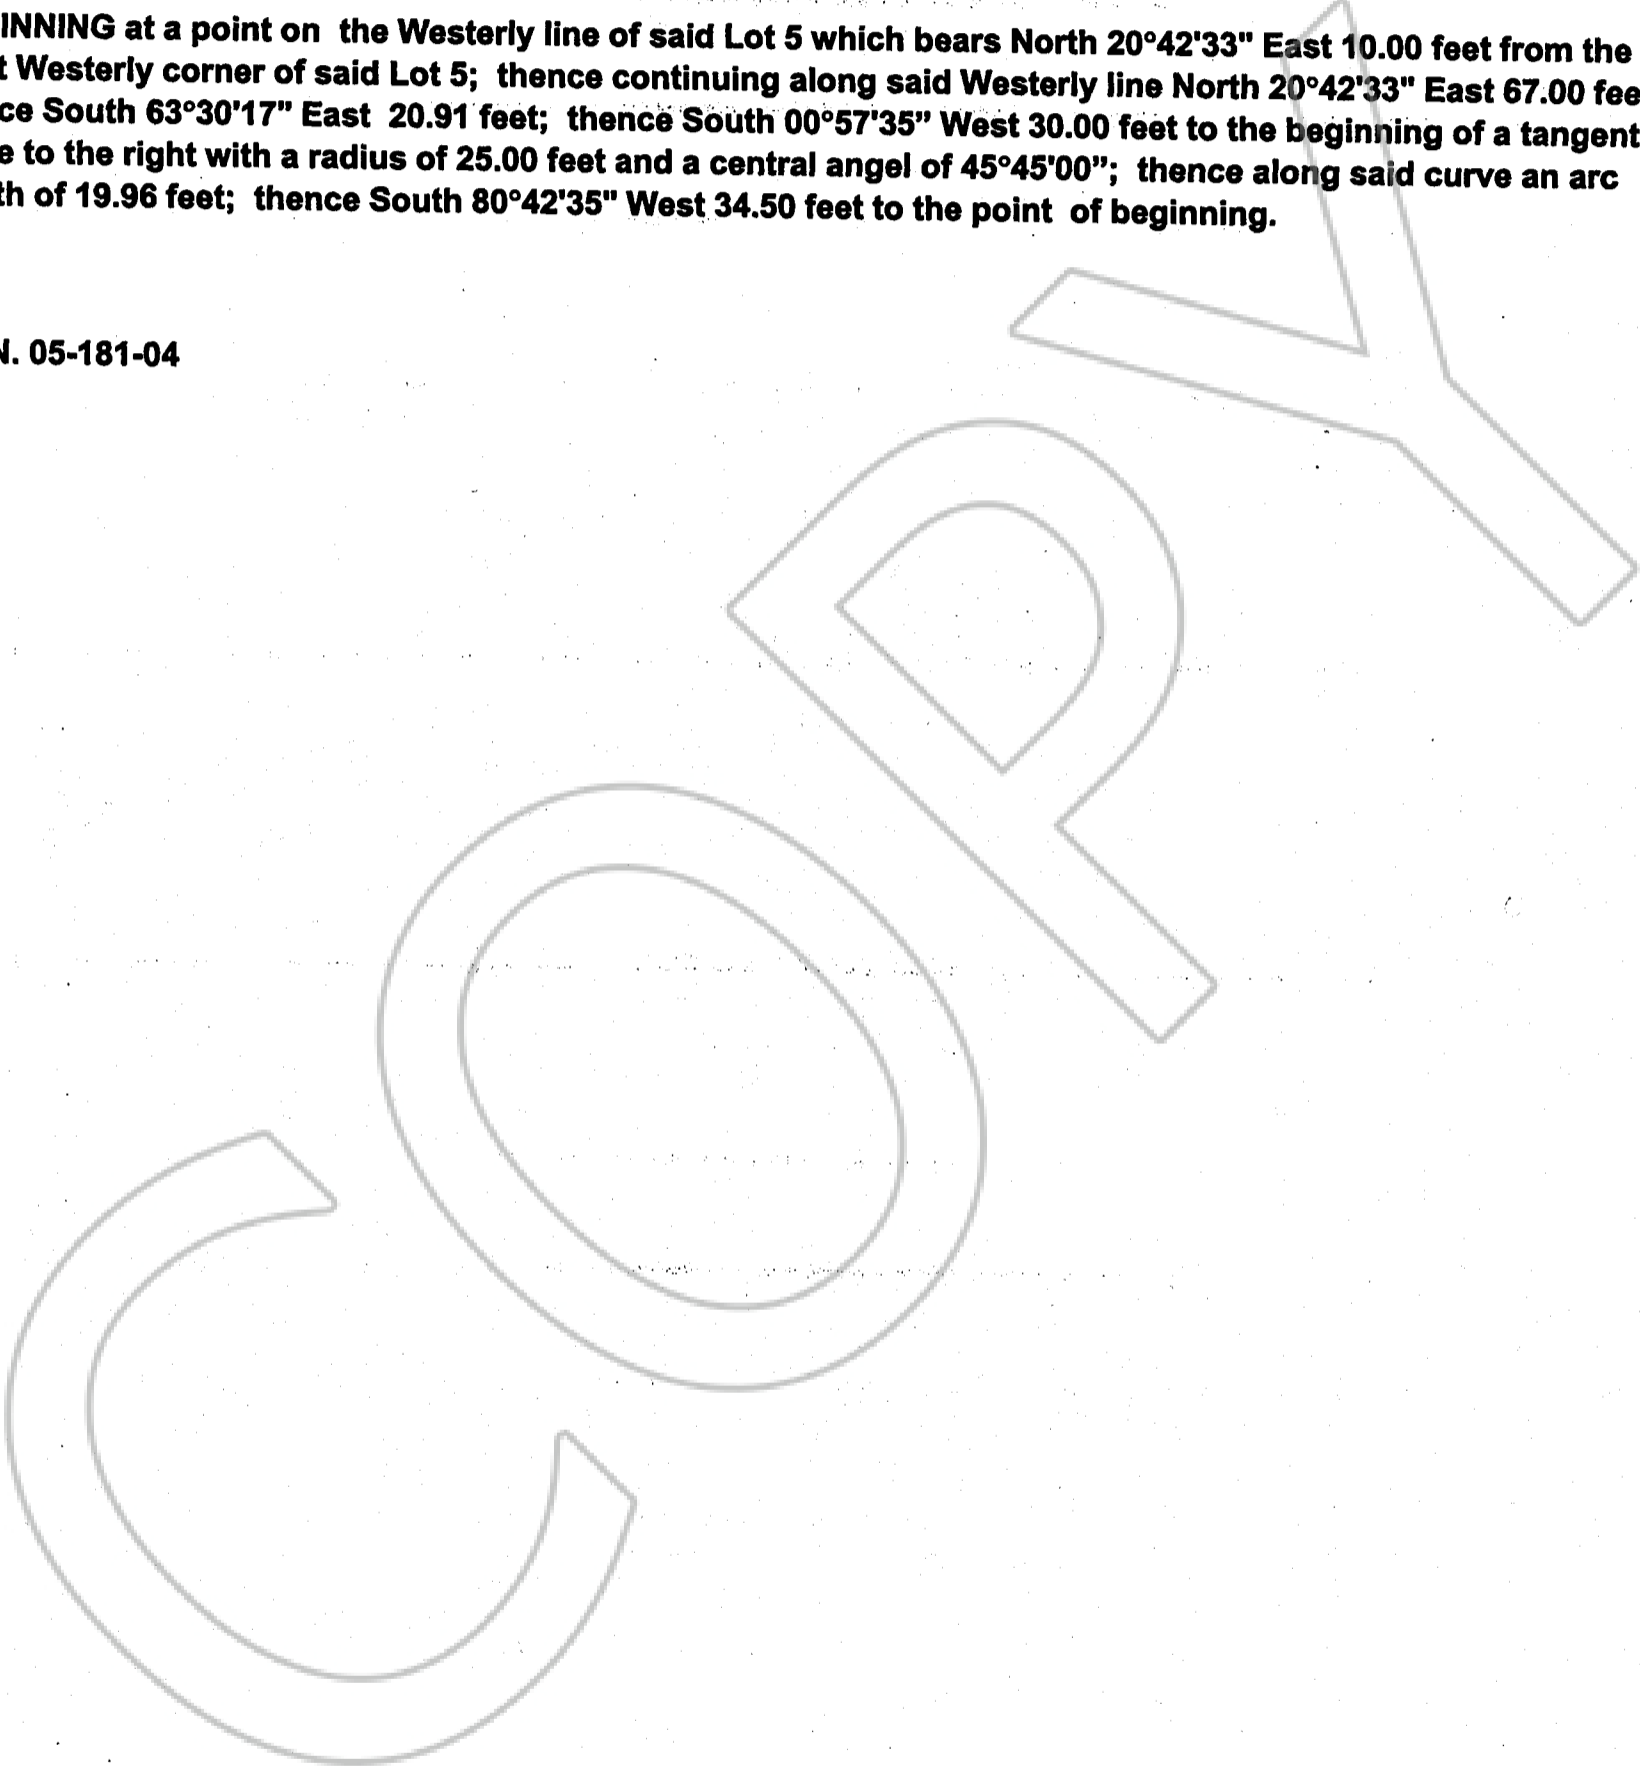 INNING at a point on the Westerly line of said Lot 5 which bears North 20°42'33" East 10.00 feet from the
t Westerly corner of said Lot 5; thence continuing along said Westerly line North 20°42'33" East 67.00 fee
ce South 63°30'17" East 20.91 feet; thence South 00°57'35" West 30.00 feet to the beginning of a tangent
e to the right with a radius of 25.00 feet and a central angel of 45°45'00"; thence along said curve an arc
th of 19.96 feet; thence South 80°42'35" West 34.50 feet to the point of beginning.
N. 05-181-04
COPY